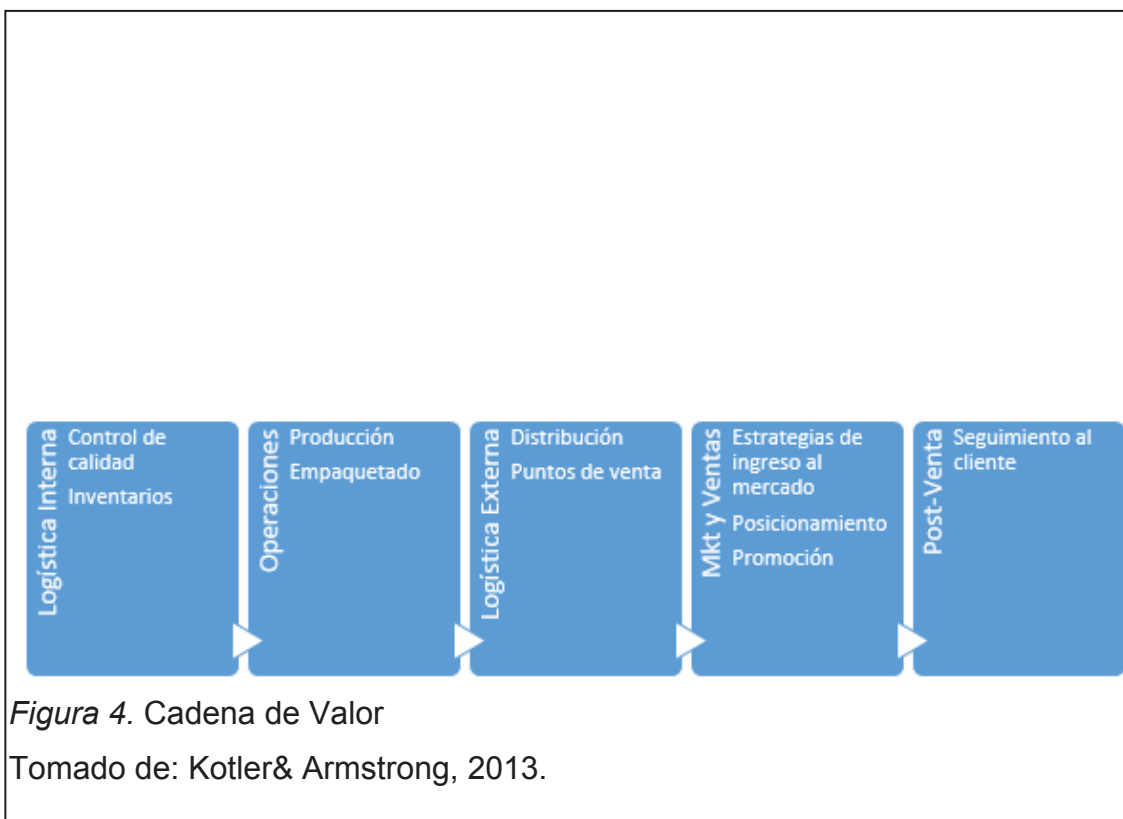 Logística Interna
Control de
calidad
Inventarios
Operaciones
Producción
Empaquetado
Logística Externa
Distribución
Puntos de venta
Mkt y Ventas
Estrategias de
ingreso al
mercado
Posicionamiento
Promoción
Post-Venta
Seguimiento al
cliente
Figura 4. Cadena de Valor
Tomado de: Kotler& Armstrong, 2013.